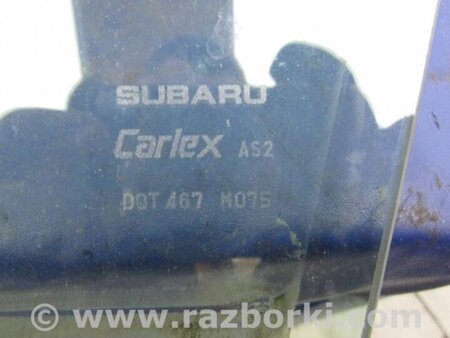 SUBARU
Carlex AS2
DOT 467 M075
© www.razborki.com